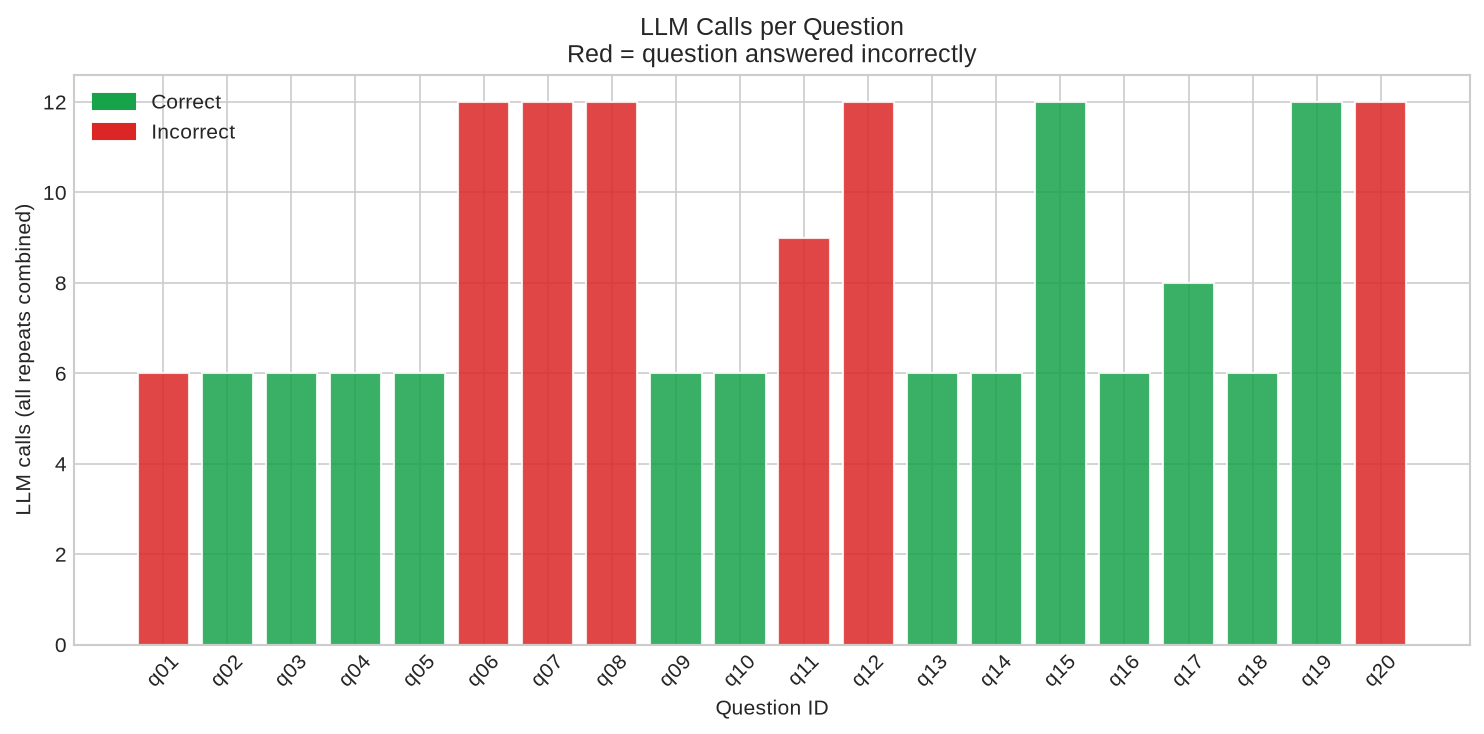 LLM Calls per Question
Red = question answered incorrectly
Correct
Incorrect
LLM calls (all repeats combined)
12
10
8
6
4
2
0
q01 q02 q03 q04 q05 q06 q07 q08 q09 q10 q11 q12 q13 q14 q15 q16 q17 q18 q19 q20
Question ID